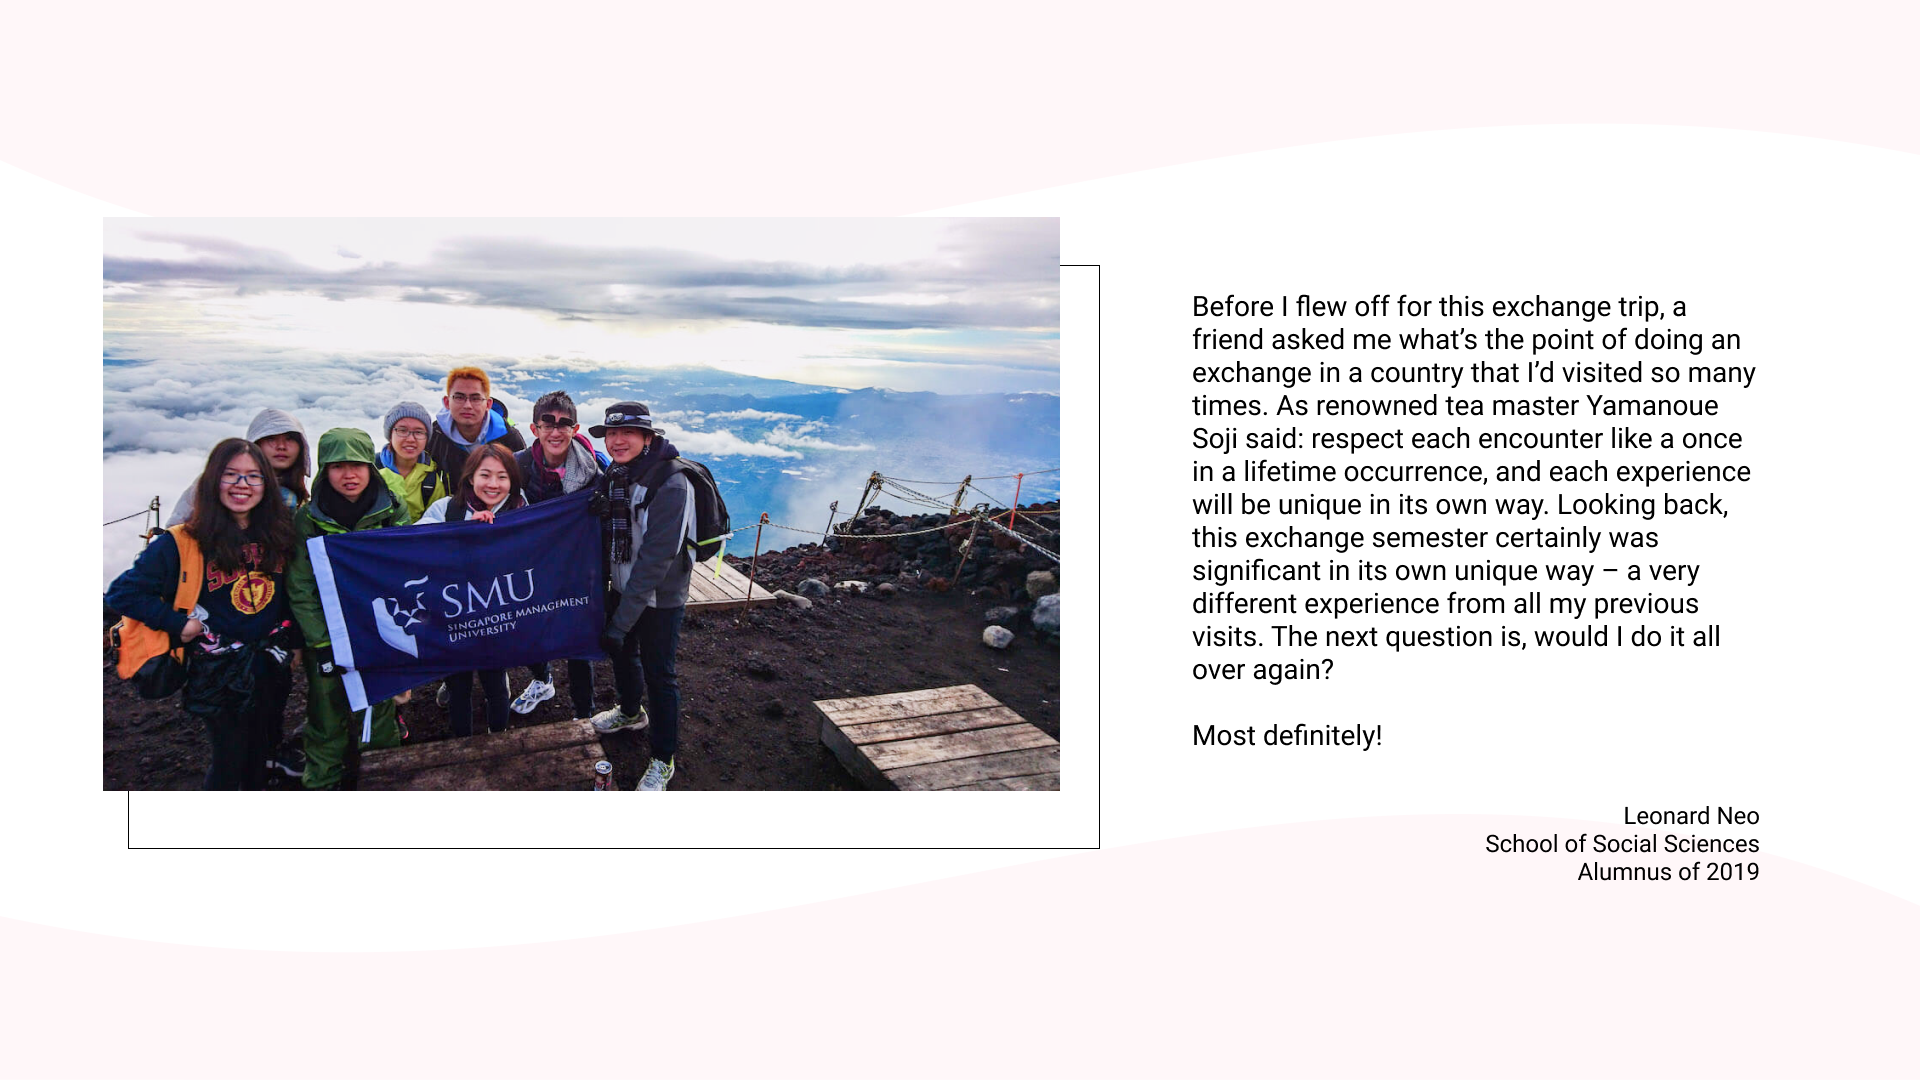 SMU
SINGAPORE MANAGEMENT
UNIVERSITY
Before I flew off for this exchange trip, a
friend asked me what’s the point of doing an
exchange in a country that I’d visited so many
times. As renowned tea master Yamanoue
Soji said: respect each encounter like a once
in a lifetime occurrence, and each experience
will be unique in its own way. Looking back,
this exchange semester certainly was
significant in its own unique way – a very
different experience from all my previous
visits. The next question is, would I do it all
over again?
Most definitely!
Leonard Neo
School of Social Sciences
Alumnus of 2019